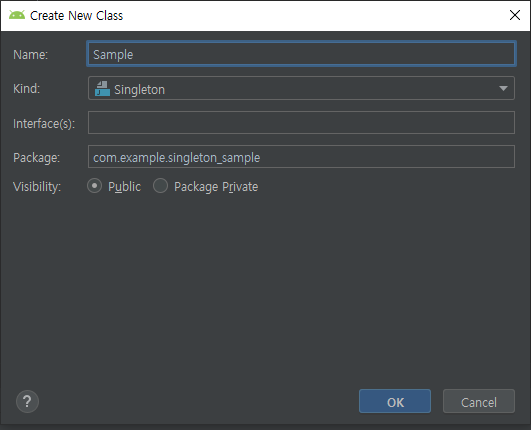 Create New Class
Name: Sample
Kind: Singleton
Interface(s):
Package: com.example.singleton_sample
Visibility: Public Package Private
?
OK Cancel